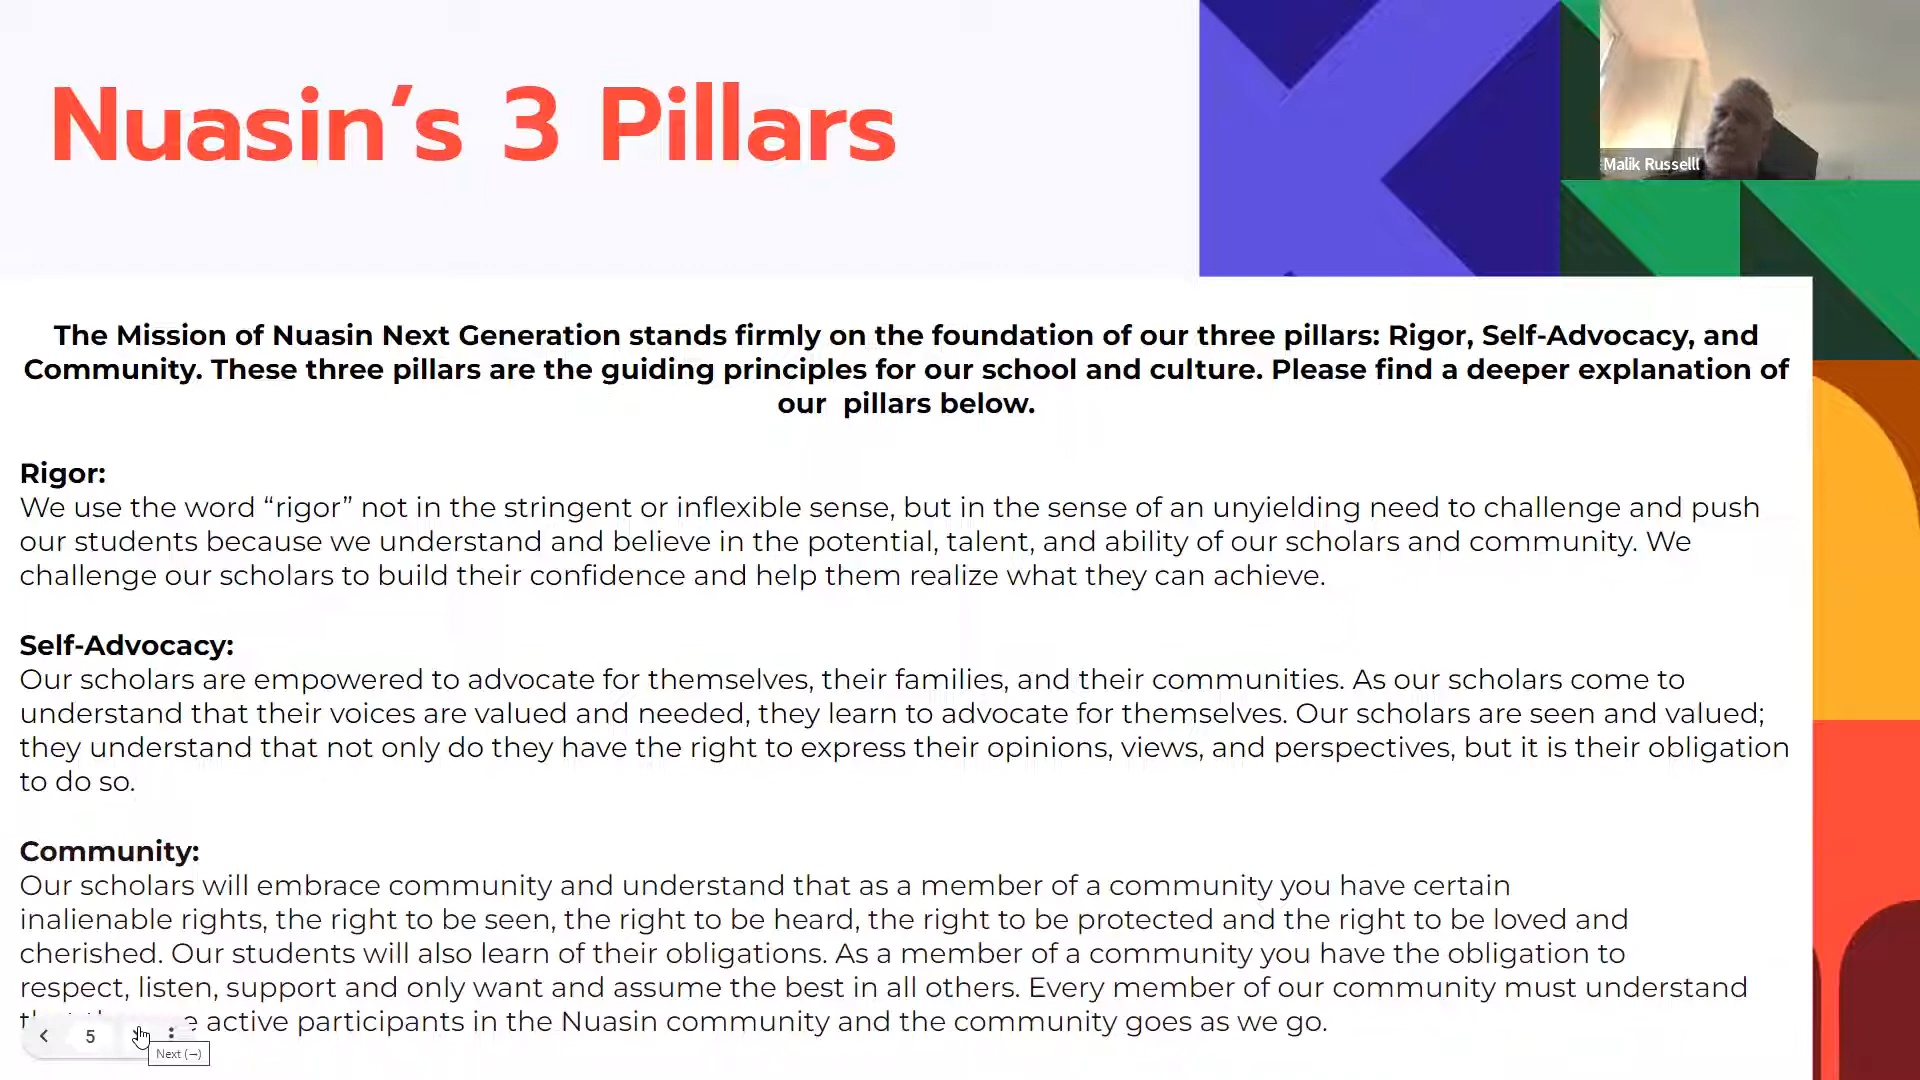 Nuasin’s 3 Pillars
Malik Russelll
The Mission of Nuasin Next Generation stands firmly on the foundation of our three pillars: Rigor, Self-Advocacy, and
Community. These three pillars are the guiding principles for our school and culture. Please find a deeper explanation of
our pillars below.
Rigor:
We use the word “rigor” not in the stringent or inflexible sense, but in the sense of an unyielding need to challenge and push
our students because we understand and believe in the potential, talent, and ability of our scholars and community. We
challenge our scholars to build their confidence and help them realize what they can achieve.
Self-Advocacy:
Our scholars are empowered to advocate for themselves, their families, and their communities. As our scholars come to
understand that their voices are valued and needed, they learn to advocate for themselves. Our scholars are seen and valued;
they understand that not only do they have the right to express their opinions, views, and perspectives, but it is their obligation
to do so.
Community:
Our scholars will embrace community and understand that as a member of a community you have certain
inalienable rights, the right to be seen, the right to be heard, the right to be protected and the right to be loved and
cherished. Our students will also learn of their obligations. As a member of a community you have the obligation to
respect, listen, support and only want and assume the best in all others. Every member of our community must understand
active participants in the Nuasin community and the community goes as we go.
5
Next (→)